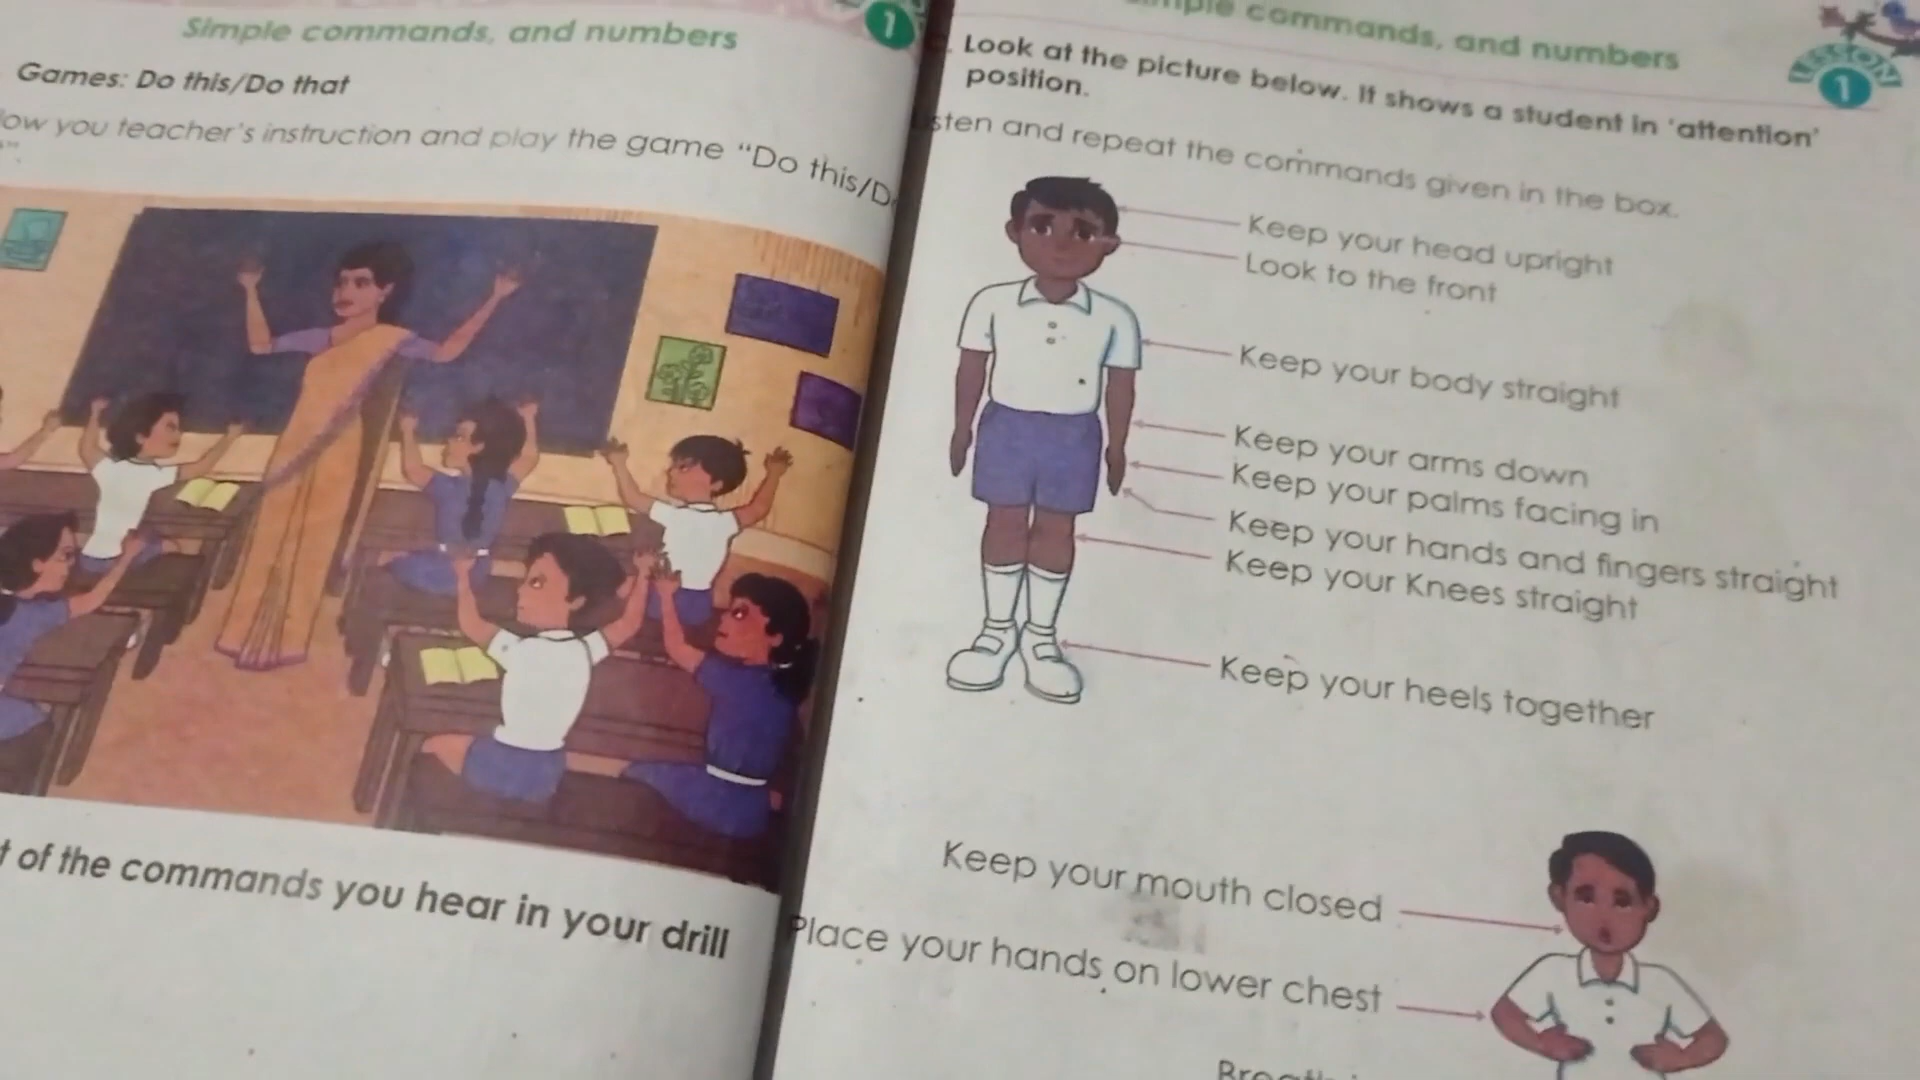 Simple commands, and numbers
1
Games: Do this/Do that
you teacher's instruction and play the game "Do this/D
of the commands you hear in your drill
commands, and numbers
LESSON
1
Look at the picture below. It shows a student in 'attention'
position.
and repeat the commands given in the box.
Keep your head upright
Look to the front
Keep your body straight
Keep your arms down
Keep your palms facing in
Keep your hands and fingers straight
Keep your Knees straight
Keep your heels together
Keep your mouth closed
Place your hands on lower chest